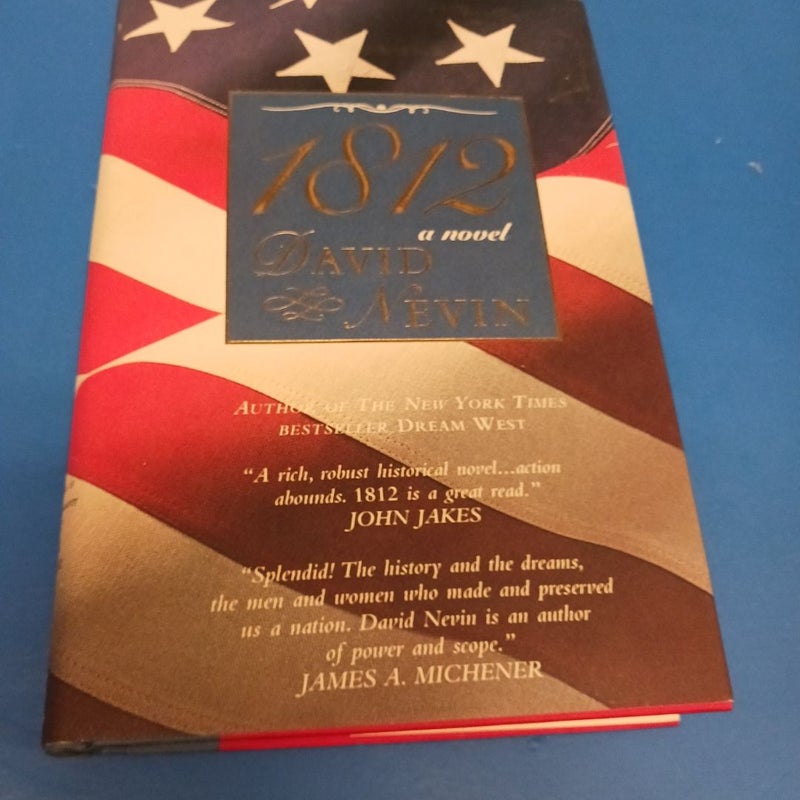 1812
a novel
DAVID
NEVIN
AUTHOR OF THE NEW YORK TIMES
BESTSELLER DREAM WEST
“A rich, robust historical novel...action
abounds. 1812 is a great read.”
JOHN JAKES
“Splendid! The history and the dreams,
the men and women who made and preserved
us a nation. David Nevin is an author
of power and scope.”
JAMES A. MICHENER